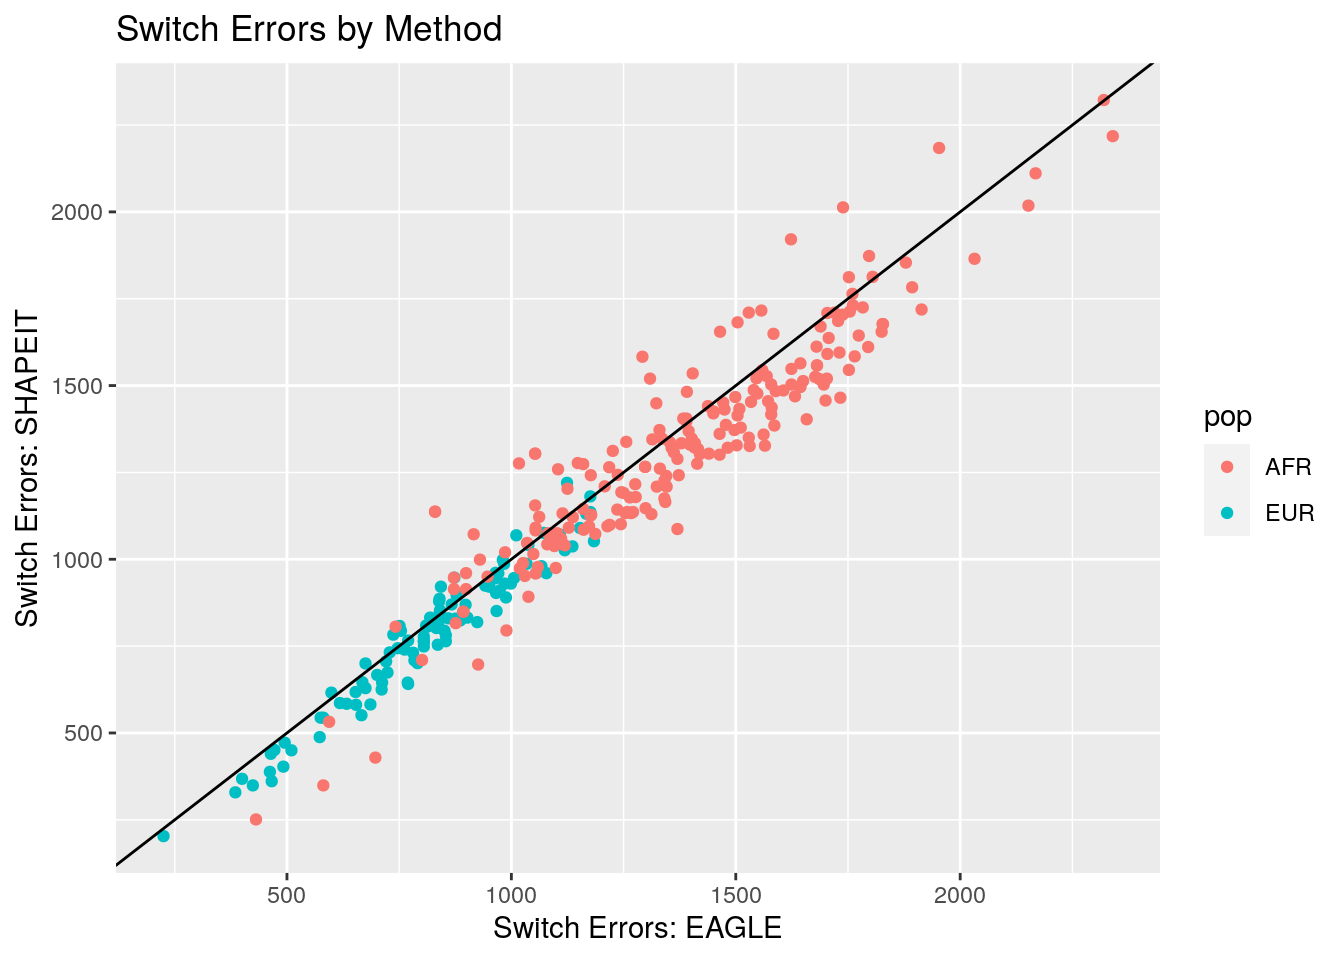 Switch Errors by Method
Switch Errors: SHAPEIT
2000
1500
1000
500
500 1000 1500 2000
Switch Errors: EAGLE
pop
AFR
EUR